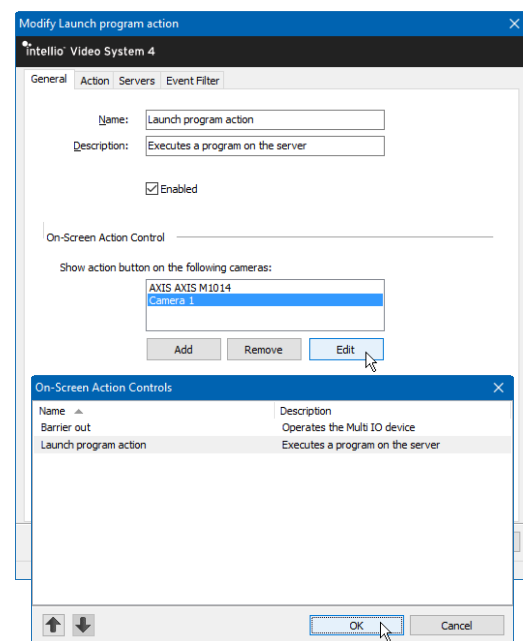 Modify Launch program action
intellio Video System 4
General Action Servers Event Filter
Name: Launch program action
Description: Executes a program on the server
Enabled
On-Screen Action Control
Show action button on the following cameras:
AXIS AXIS M1014
Camera 1
Add Remove Edit
On-Screen Action Controls
Name Description
Barrier out Operates the Multi IO device
Launch program action Executes a program on the server
OK Cancel